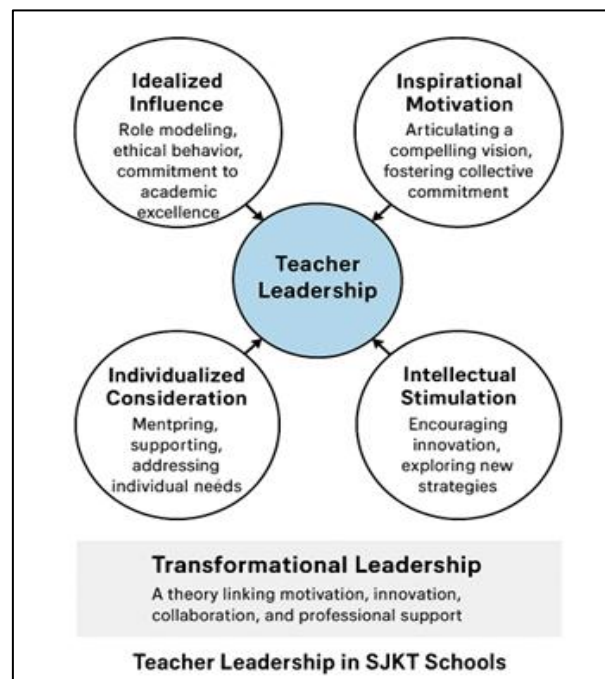 Idealized
Influence
Role modeling,
ethical behavior,
commitment to
academic
excellence
Inspirational
Motivation
Articulating a
compelling vision,
fostering collective
commitment
Teacher
Leadership
Individualized
Consideration
Mentpring,
supporting,
addressing
individual needs
Intellectual
Stimulation
Encouraging
innovation,
exploring new
strategies
Transformational Leadership
A theory linking motivation, innovation,
collaboration, and professional support
Teacher Leadership in SJKT Schools